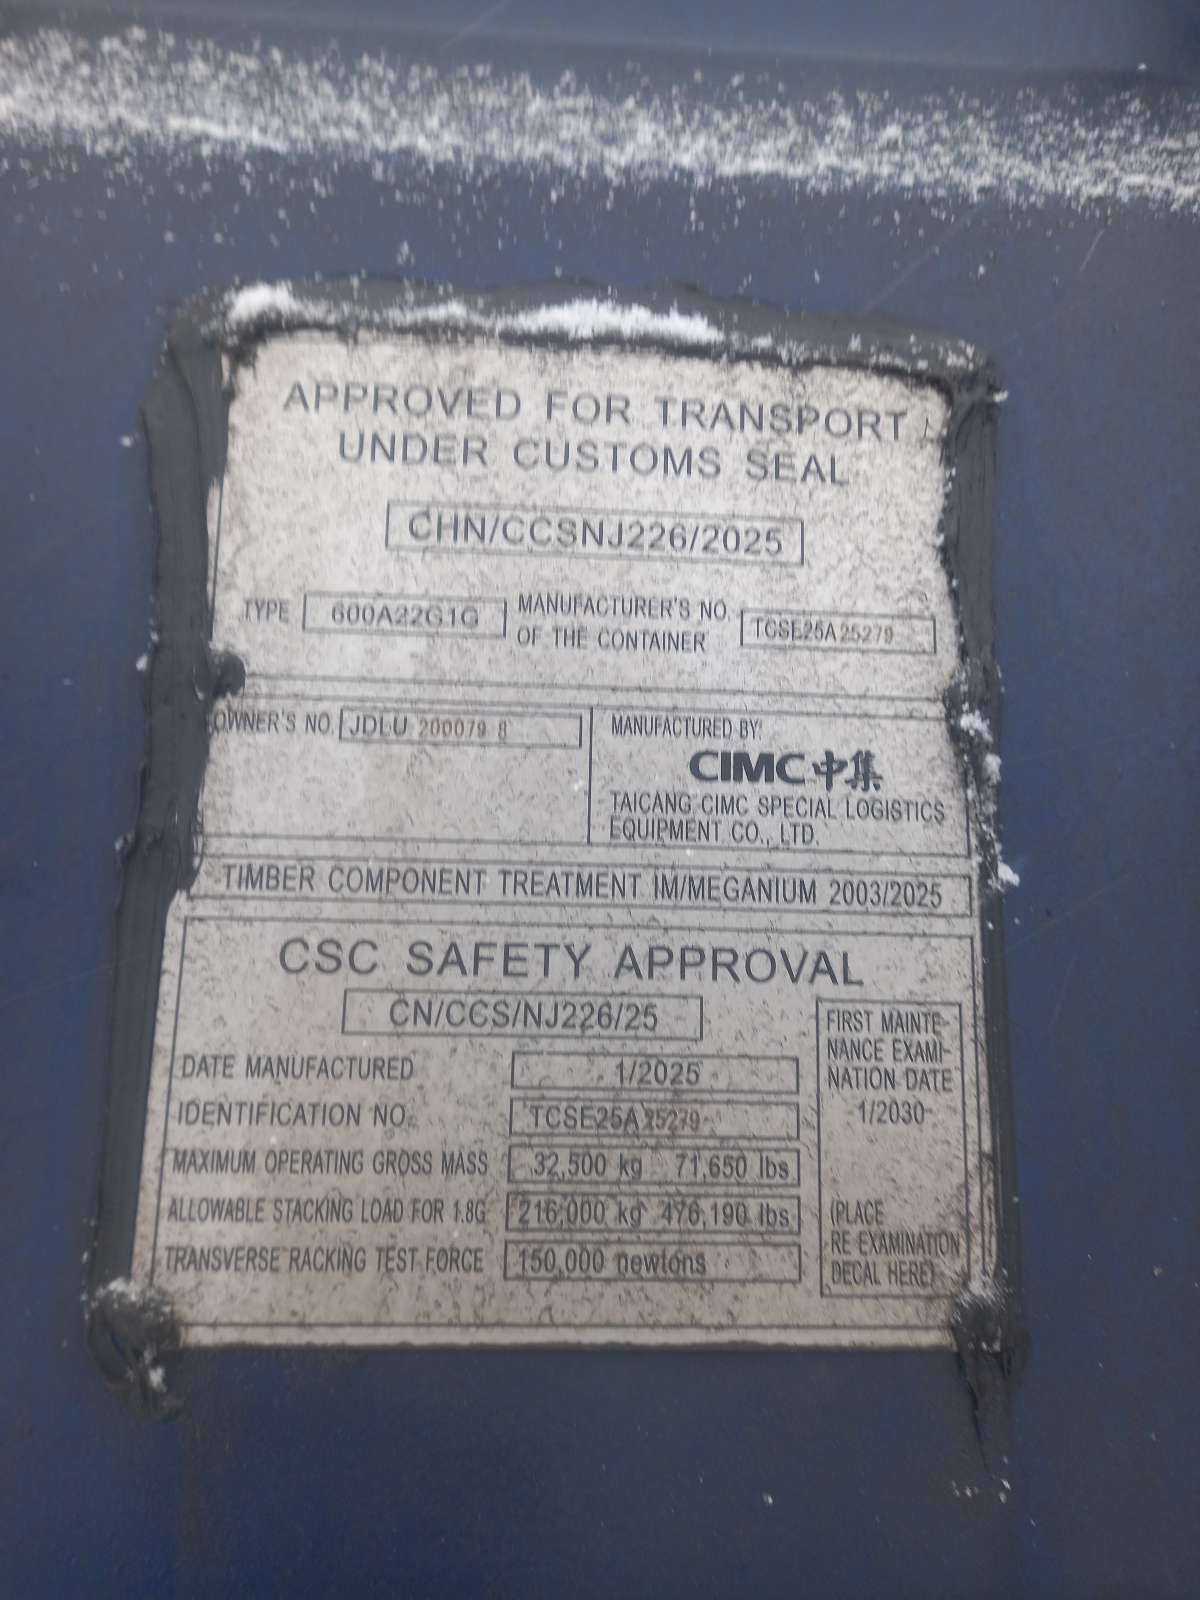 APPROVED FOR TRANSPORT
UNDER CUSTOMS SEAL
CHN/CCSNJ226/2025
TYPE 600A22G1G MANUFACTURER'S NO. OF THE CONTAINER TCSE25A25279
OWNER'S NO. JDLU 200079 8
MANUFACTURED BY:
CIMC中集
TAICANG CIMC SPECIAL LOGISTICS
EQUIPMENT CO., LTD.
TIMBER COMPONENT TREATMENT IM/MEGANIUM 2003/2025
CSC SAFETY APPROVAL
CN/CCS/NJ226/25
DATE MANUFACTURED 1/2025
IDENTIFICATION NO. TCSE25A25279
MAXIMUM OPERATING GROSS MASS 32,500 kg 71,650 lbs
ALLOWABLE STACKING LOAD FOR 1.8G 216,000 kg 476,190 lbs
TRANSVERSE RACKING TEST FORCE 150,000 newtons
FIRST MAINTE-
NANCE EXAMI-
NATION DATE
1/2030
(PLACE
RE EXAMINATION
DECAL HERE)